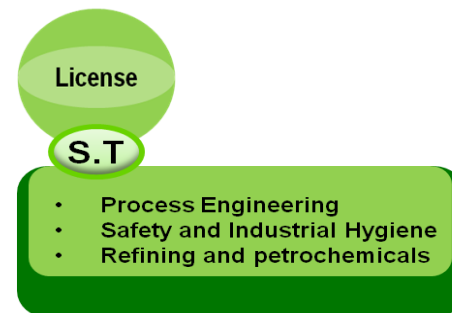 License
S.T
• Process Engineering
• Safety and Industrial Hygiene
• Refining and petrochemicals